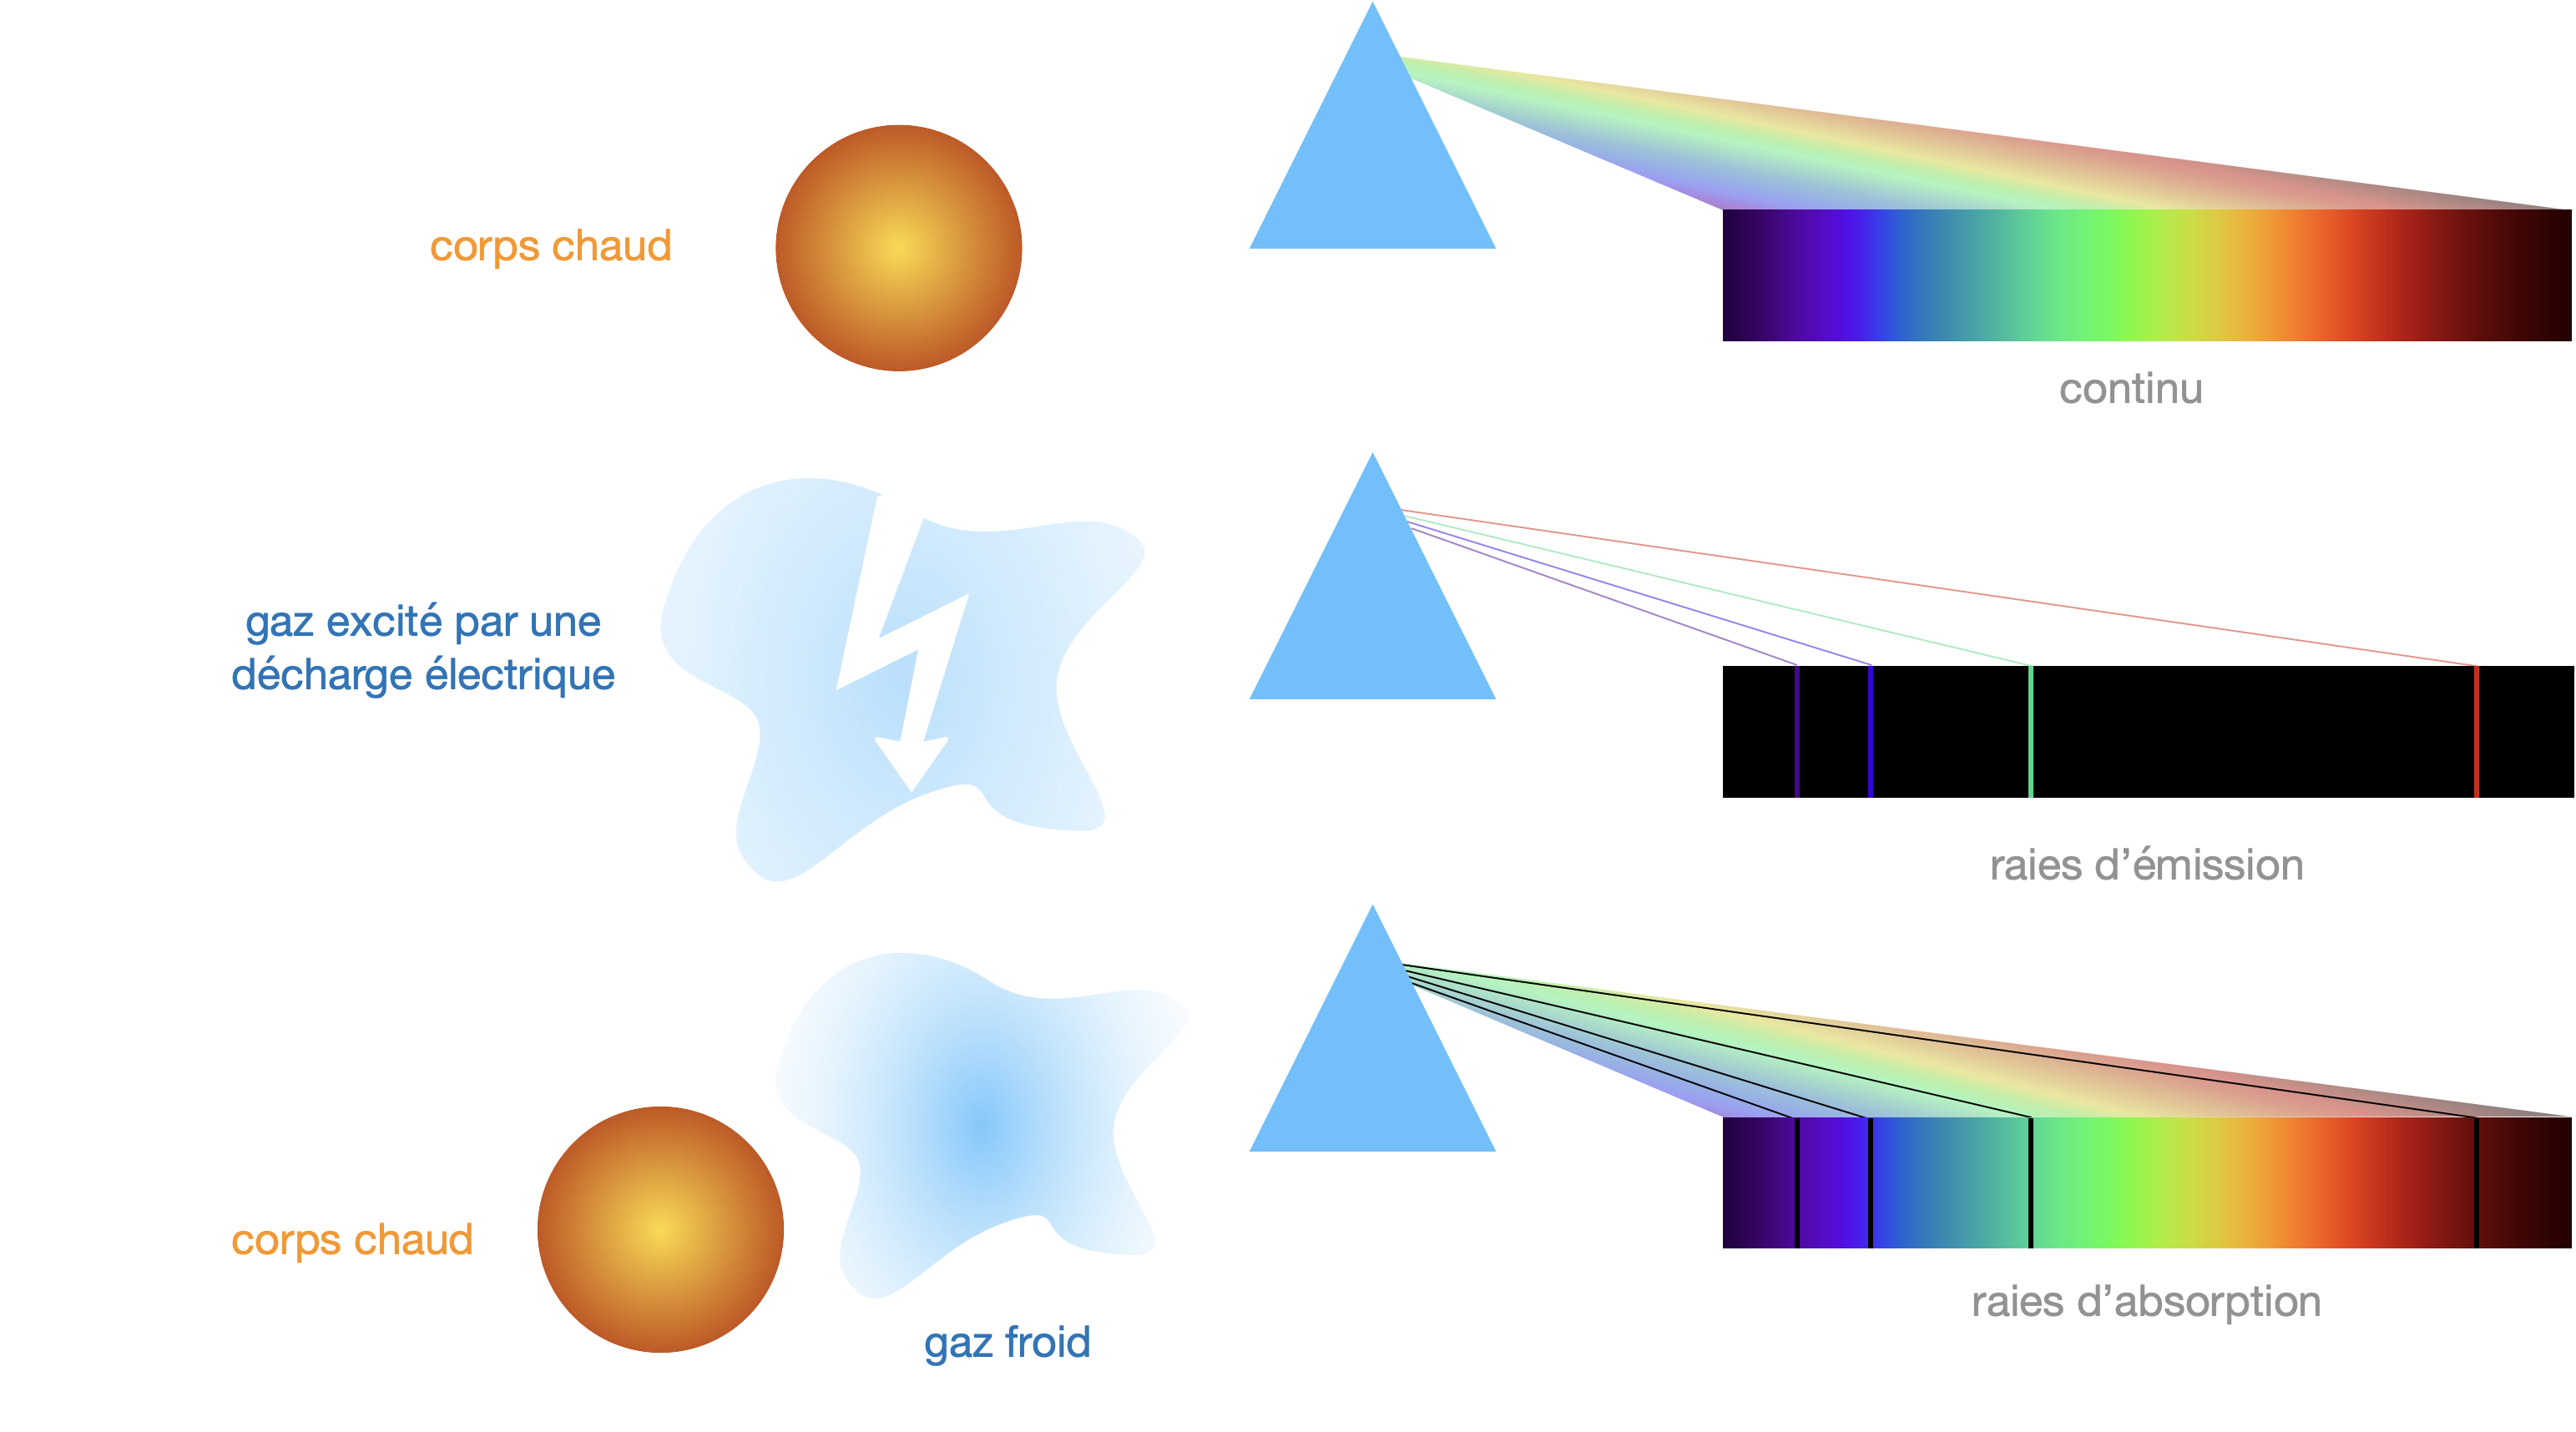 corps chaud
continu
gaz excité par une
décharge électrique
raies d’émission
corps chaud
raies d’absorption
gaz froid